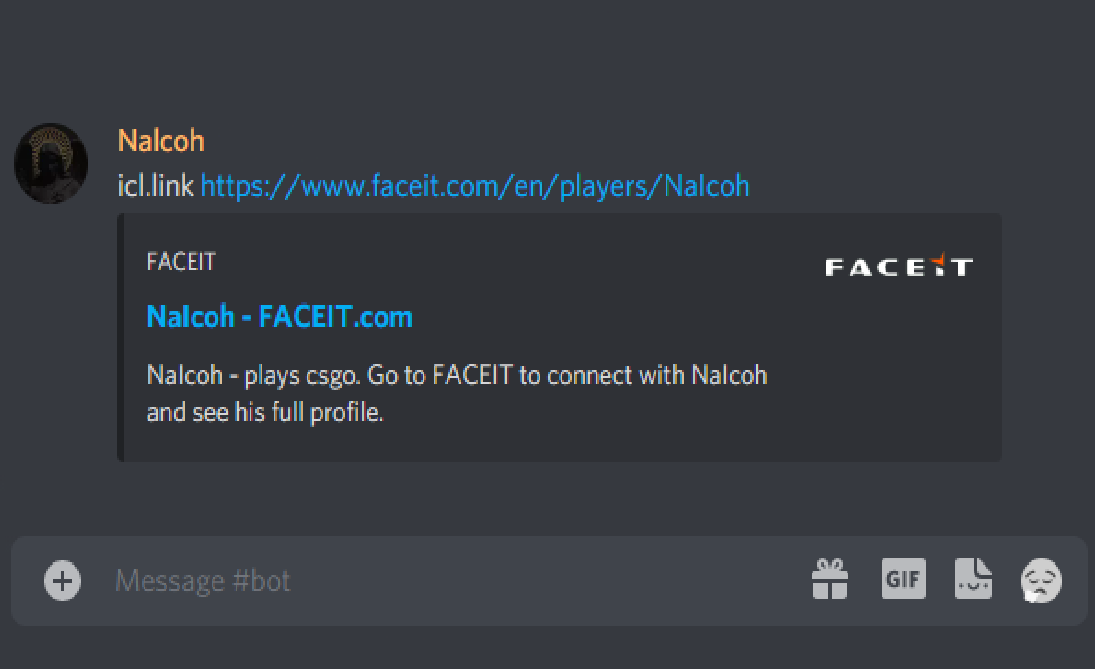 Nalcoh
icl.link https://www.faceit.com/en/players/Nalcoh
FACEIT
FACEIT
Nalcoh - FACEIT.com
Nalcoh - plays csgo. Go to FACEIT to connect with Nalcoh
and see his full profile.
Message #bot
GIF